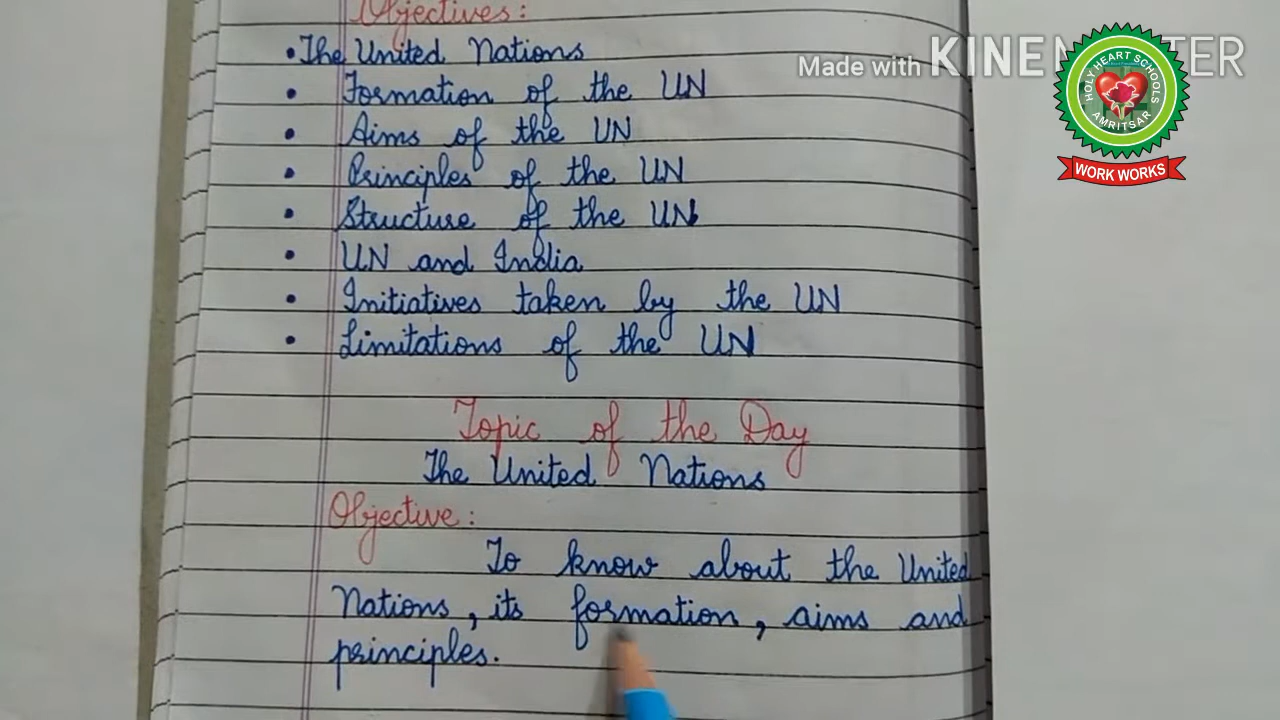 Objectives:
• The United Nations
• Formation of the UN
• Aims of the UN
• Principles of the UN
• Structure of the UN
• UN and India
• Initiatives taken by the UN
• Limitations of the UN
Topic of the Day
The United Nations
Objective:
To know about the United
Nations, its formation, aims and
principles.
Made with KINEMASTER
HOLY HEART SCHOOLS
AMRITSAR
WORK WORKS